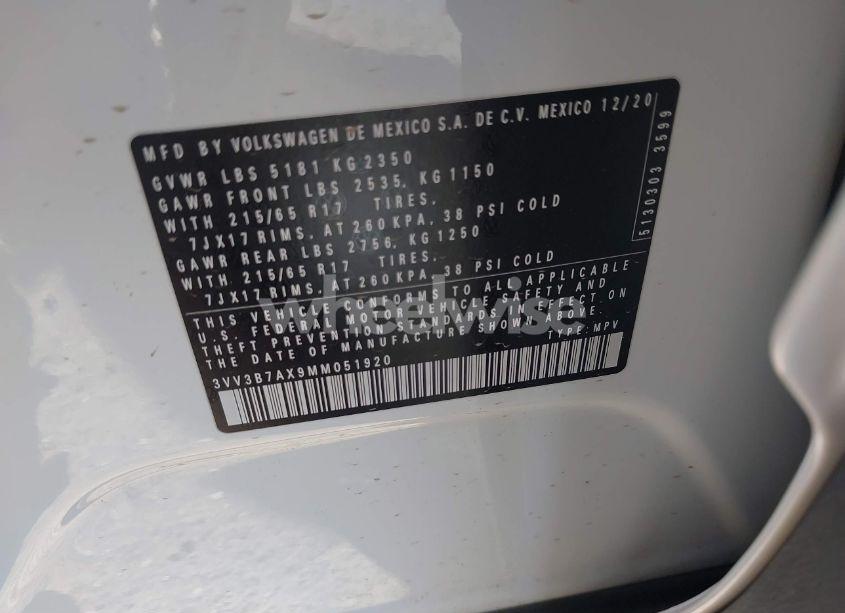 MFD BY VOLKSWAGEN DE MEXICO S.A. DE C.V. MEXICO 12/20
GVWR LBS 5181 KG 2350
GAWR FRONT LBS 2535. KG 1150
WITH 215/65 R17 TIRES.
7JX17 RIMS. AT 260 KPA. 38 PSI COLD
GAWR REAR LBS 2756. KG 1250
WITH 215/65 R17 TIRES.
7JX17 RIMS. AT 260 KPA. 38 PSI COLD
THIS VEHICLE CONFORMS TO ALL APPLICABLE
U.S. FEDERAL MOTOR VEHICLE SAFETY AND
THEFT PREVENTION STANDARDS IN EFFECT ON
THE DATE OF MANUFACTURE SHOWN ABOVE.
TYPE: MPV
3VV3B7AX9MM051920
5130303 3599
wheelwise